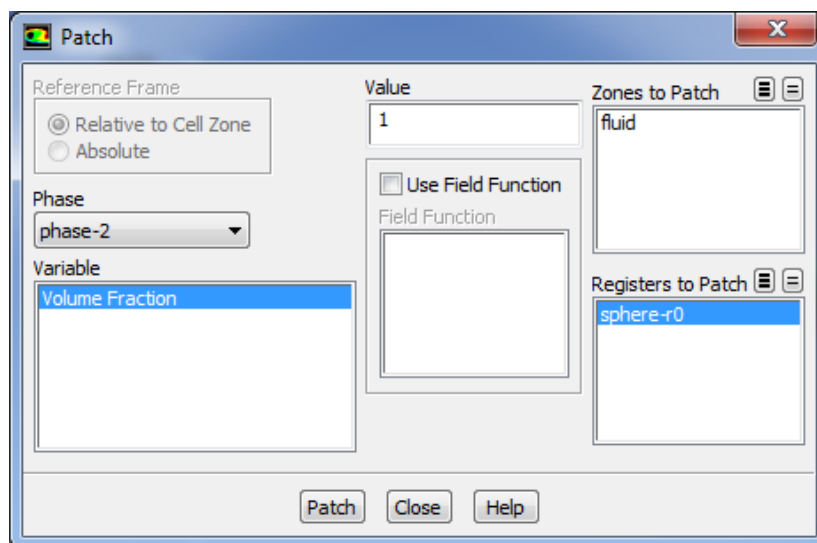 Patch
Reference Frame
Relative to Cell Zone
Absolute
Phase
phase-2
Variable
Volume Fraction
Value
1
Use Field Function
Field Function
Zones to Patch
fluid
Registers to Patch
sphere-r0
Patch
Close
Help